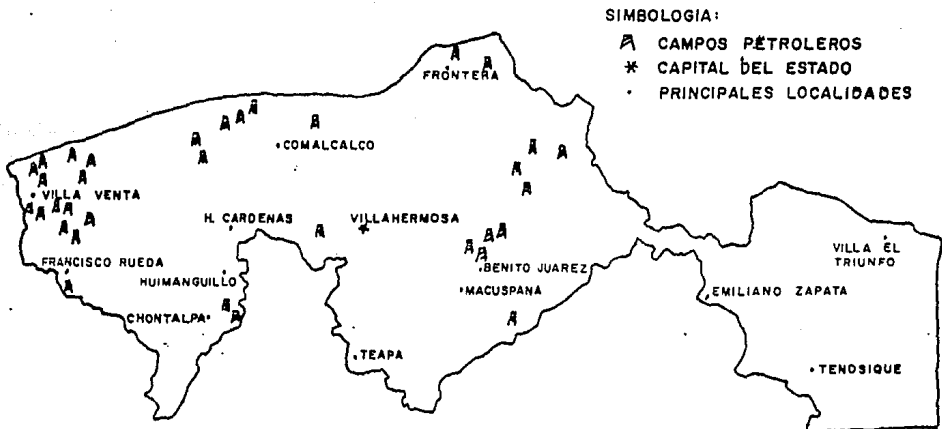 SIMBOLOGIA:
CAMPOS PETROLEROS
* CAPITAL DEL ESTADO
· PRINCIPALES LOCALIDADES
FRONTERA
COMALCALCO
VILLA VENTA
H. CARDENAS
VILLAHERMOSA
VILLA EL
TRIUNFO
FRANCISCO RUEDA
HUIMANGUILLO
BENITO JUAREZ
MACUSPANA
EMILIANO ZAPATA
CHONTALPA
TEAPA
TENOSIQUE